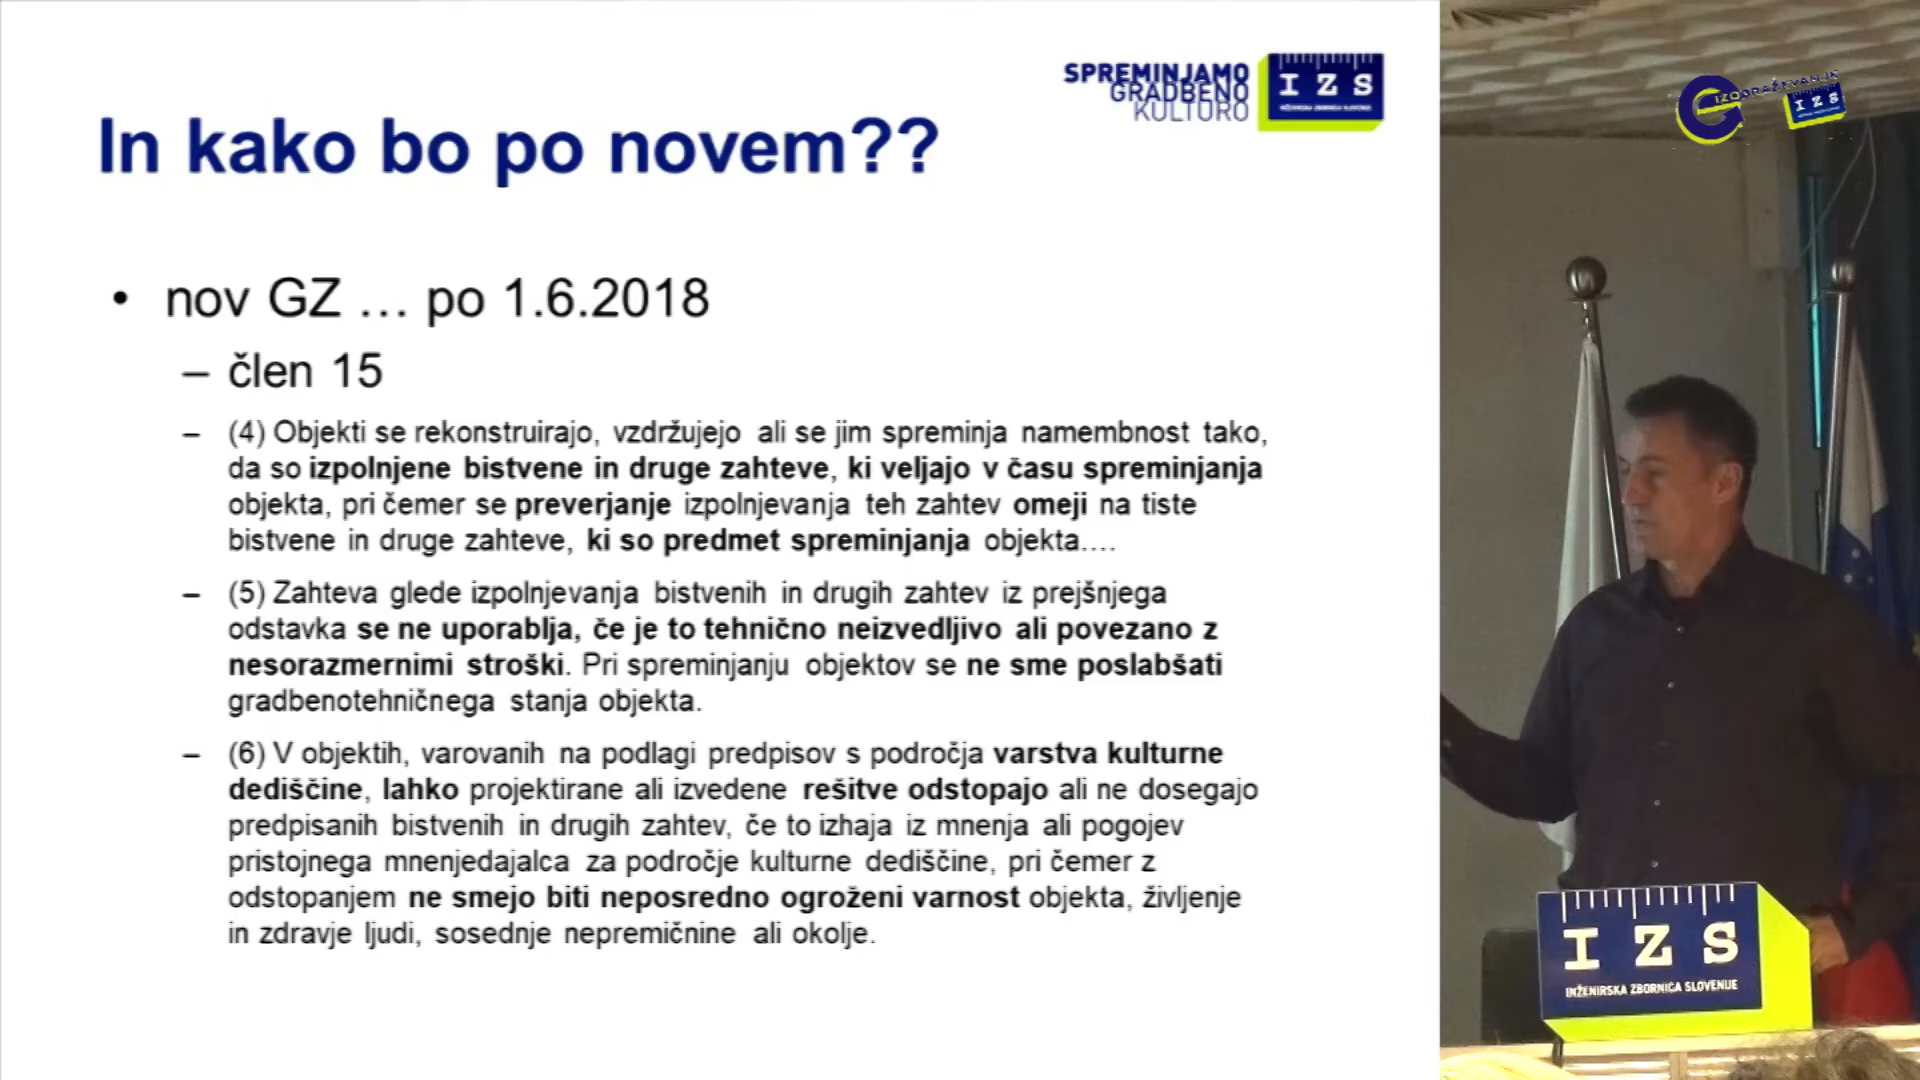 SPREMINJAMO
GRADBENO
KULTURO
IZS
INŽENIRSKA ZBORNICA SLOVENIJE
IZOBRAŽEVANJE
IZS
In kako bo po novem??
• nov GZ … po 1.6.2018
– člen 15
– (4) Objekti se rekonstruirajo, vzdržujejo ali se jim spreminja namembnost tako,
da so izpolnjene bistvene in druge zahteve, ki veljajo v času spreminjanja
objekta, pri čemer se preverjanje izpolnjevanja teh zahtev omeji na tiste
bistvene in druge zahteve, ki so predmet spreminjanja objekta....
– (5) Zahteva glede izpolnjevanja bistvenih in drugih zahtev iz prejšnjega
odstavka se ne uporablja, če je to tehnično neizvedljivo ali povezano z
nesorazmernimi stroški. Pri spreminjanju objektov se ne sme poslabšati
gradbenotehničnega stanja objekta.
– (6) V objektih, varovanih na podlagi predpisov s področja varstva kulturne
dediščine, lahko projektirane ali izvedene rešitve odstopajo ali ne dosegajo
predpisanih bistvenih in drugih zahtev, če to izhaja iz mnenja ali pogojev
pristojnega mnenjedajalca za področje kulturne dediščine, pri čemer z
odstopanjem ne smejo biti neposredno ogroženi varnost objekta, življenje
in zdravje ljudi, sosednje nepremičnine ali okolje.
IZS
INŽENIRSKA ZBORNICA SLOVENIJE